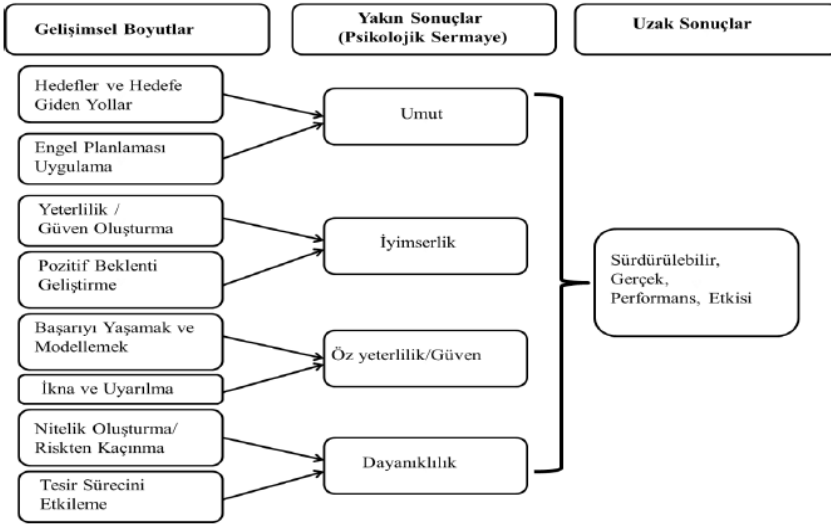 Gelişimsel Boyutlar
Yakın Sonuçlar
(Psikolojik Sermaye)
Uzak Sonuçlar
Hedefler ve Hedefe
Giden Yollar
Engel Planlaması
Uygulama
Umut
Yeterlilik /
Güven Oluşturma
Pozitif Beklenti
Geliştirme
İyimserlik
Başarıyı Yaşamak ve
Modellemek
İkna ve Uyarılma
Öz yeterlilik/Güven
Nitelik Oluşturma/
Riskten Kaçınma
Tesir Sürecini
Etkileme
Dayanıklılık
Sürdürülebilir,
Gerçek,
Performans, Etkisi